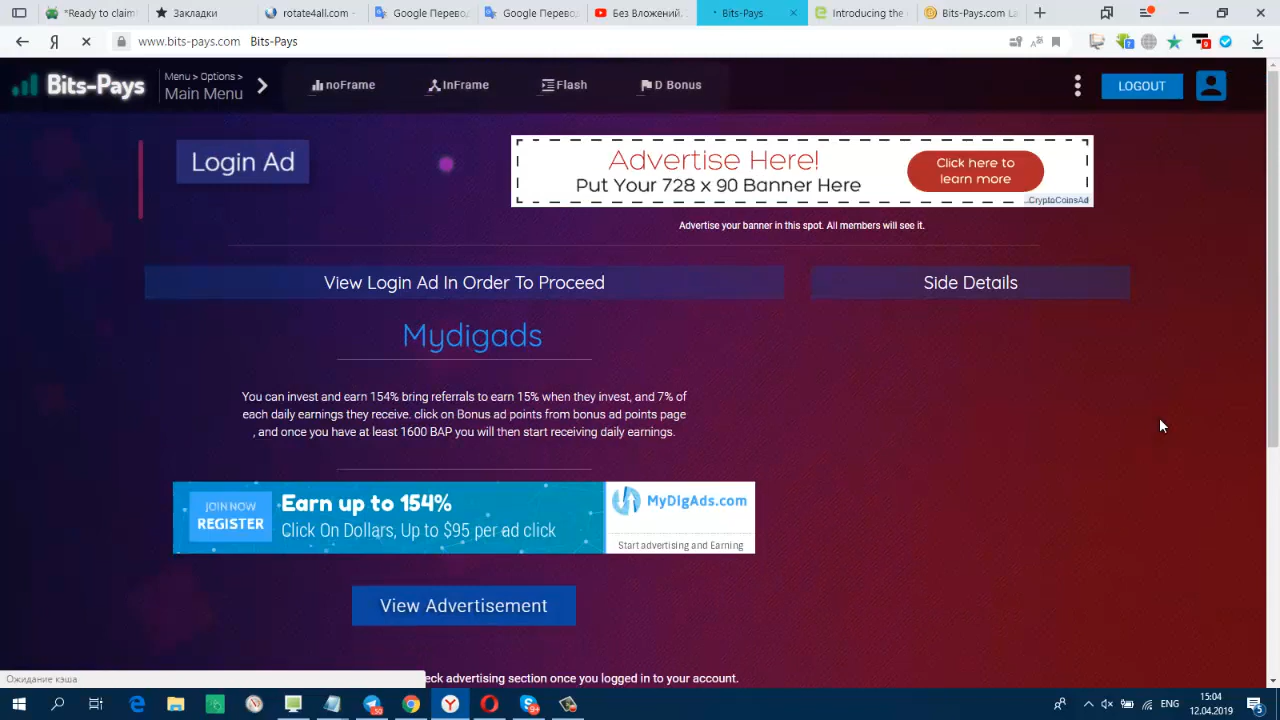 "Ready to claim
Закладки
rotate4all.com -
Google Перевод
Google Перевод
Без Вложений.
Bits-Pays
Introducing the
Bits-Pays.com La
www.bits-pays.com Bits-Pays
Bits-Pays
Menu > Options >
Main Menu
noFrame
InFrame
Flash
D Bonus
LOGOUT
Login Ad
Advertise Here!
Put Your 728 x 90 Banner Here
Click here to
learn more
CryptoCoinsAd
Advertise your banner in this spot. All members will see it.
View Login Ad In Order To Proceed
Side Details
Mydigads
You can invest and earn 154% bring referrals to earn 15% when they invest, and 7% of
each daily earnings they receive. click on Bonus ad points from bonus ad points page
, and once you have at least 1600 BAP you will then start receiving daily earnings.
JOIN NOW
REGISTER
Earn up to 154%
Click On Dollars, Up to $95 per ad click
MyDIgAds.com
Start advertising and Earning
View Advertisement
Ожидание кэша
eck advertising section once you logged in to your account.
ENG
15:04
12.04.2019